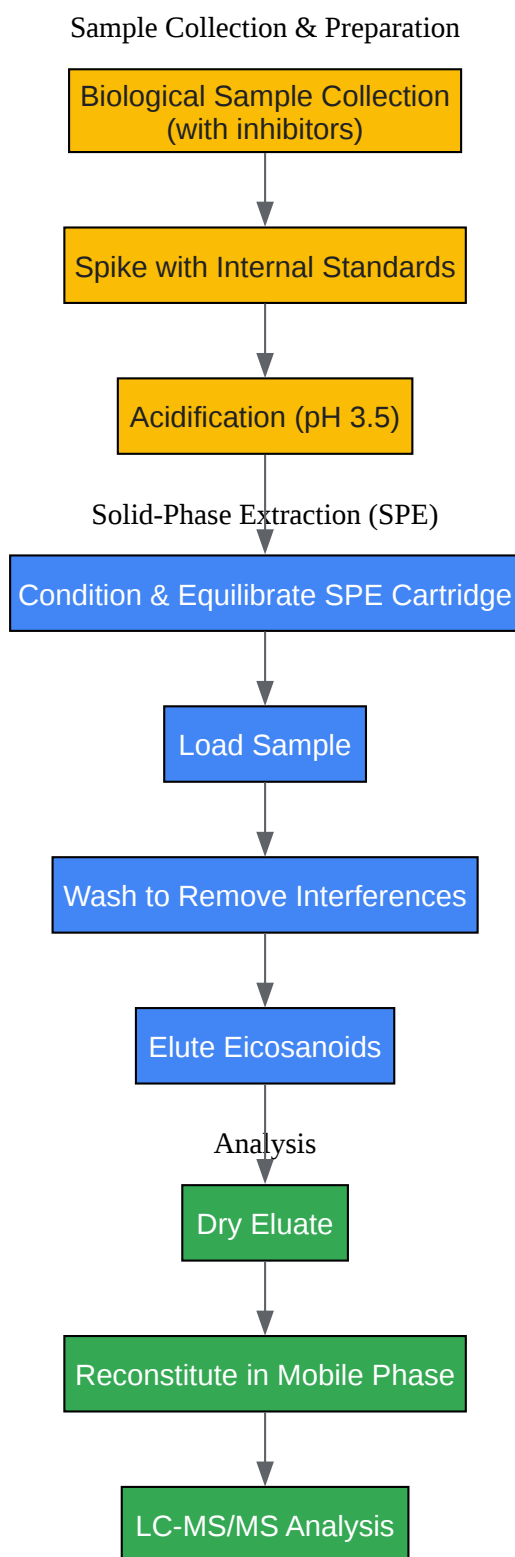 Sample Collection & Preparation
Biological Sample Collection
(with inhibitors)
Spike with Internal Standards
Acidification (pH 3.5)
Solid-Phase Extraction (SPE)
Condition & Equilibrate SPE Cartridge
Load Sample
Wash to Remove Interferences
Elute Eicosanoids
Analysis
Dry Eluate
Reconstitute in Mobile Phase
LC-MS/MS Analysis